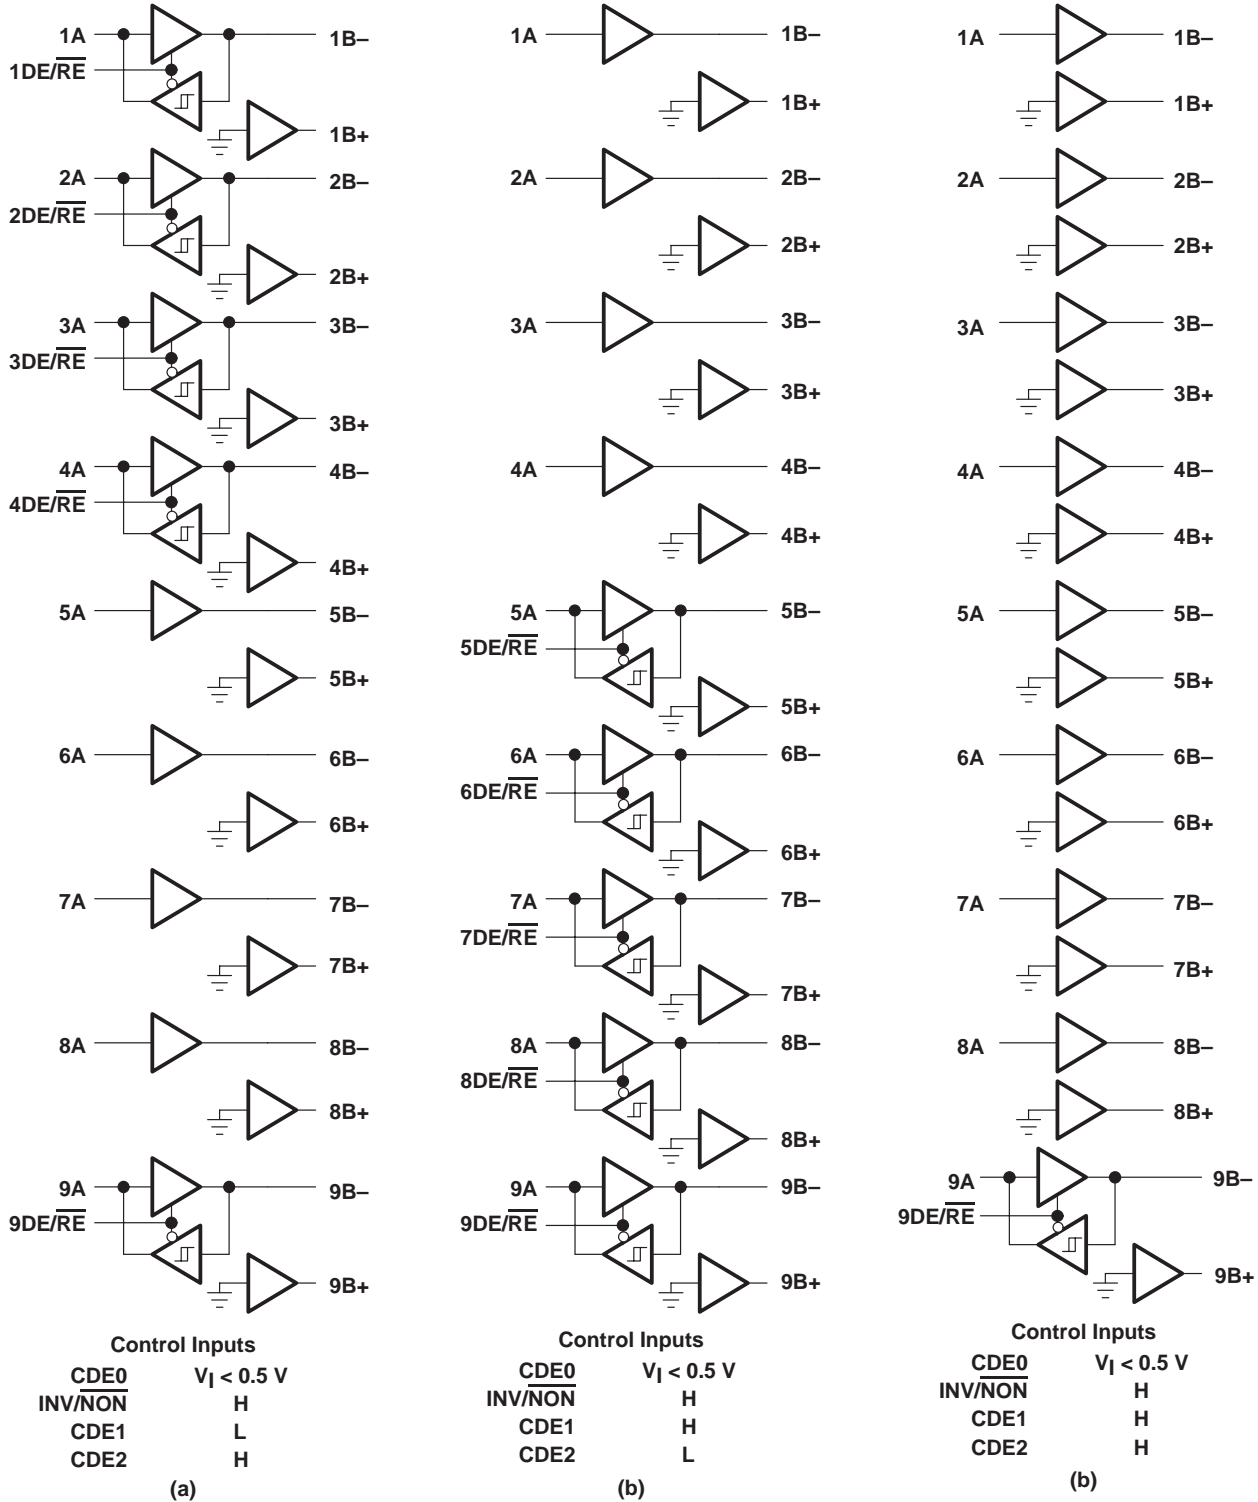 1A
1B–
1DE/RE
1B+
2A
2B–
2DE/RE
2B+
3A
3B–
3DE/RE
3B+
4A
4B–
4DE/RE
4B+
5A
5B–
5B+
6A
6B–
6B+
7A
7B–
7B+
8A
8B–
8B+
9A
9B–
9DE/RE
9B+
Control Inputs
CDE0 VI < 0.5 V
INV/NON H
CDE1 L
CDE2 H
(a)
1A
1B–
1B+
2A
2B–
2B+
3A
3B–
3B+
4A
4B–
4B+
5A
5B–
5DE/RE
5B+
6A
6B–
6DE/RE
6B+
7A
7B–
7DE/RE
7B+
8A
8B–
8DE/RE
8B+
9A
9B–
9DE/RE
9B+
Control Inputs
CDE0 VI < 0.5 V
INV/NON H
CDE1 H
CDE2 L
(b)
1A
1B–
1B+
2A
2B–
2B+
3A
3B–
3B+
4A
4B–
4B+
5A
5B–
5B+
6A
6B–
6B+
7A
7B–
7B+
8A
8B–
8B+
9A
9B–
9DE/RE
9B+
Control Inputs
CDE0 VI < 0.5 V
INV/NON H
CDE1 H
CDE2 H
(b)